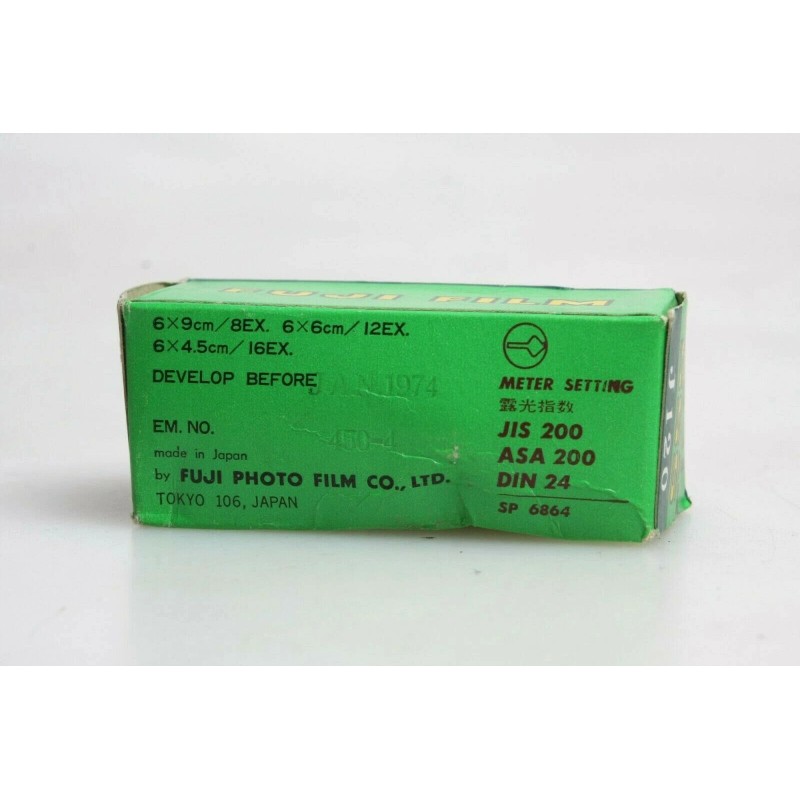 FUJI FILM
6×9cm/8EX. 6×6cm/12EX.
6×4.5cm/16EX.
DEVELOP BEFORE JAN 1974
EM. NO. 450-4
made in Japan
by FUJI PHOTO FILM CO., LTD.
TOKYO 106, JAPAN
METER SETTING
露光指数
JIS 200
ASA 200
DIN 24
SP 6864
120